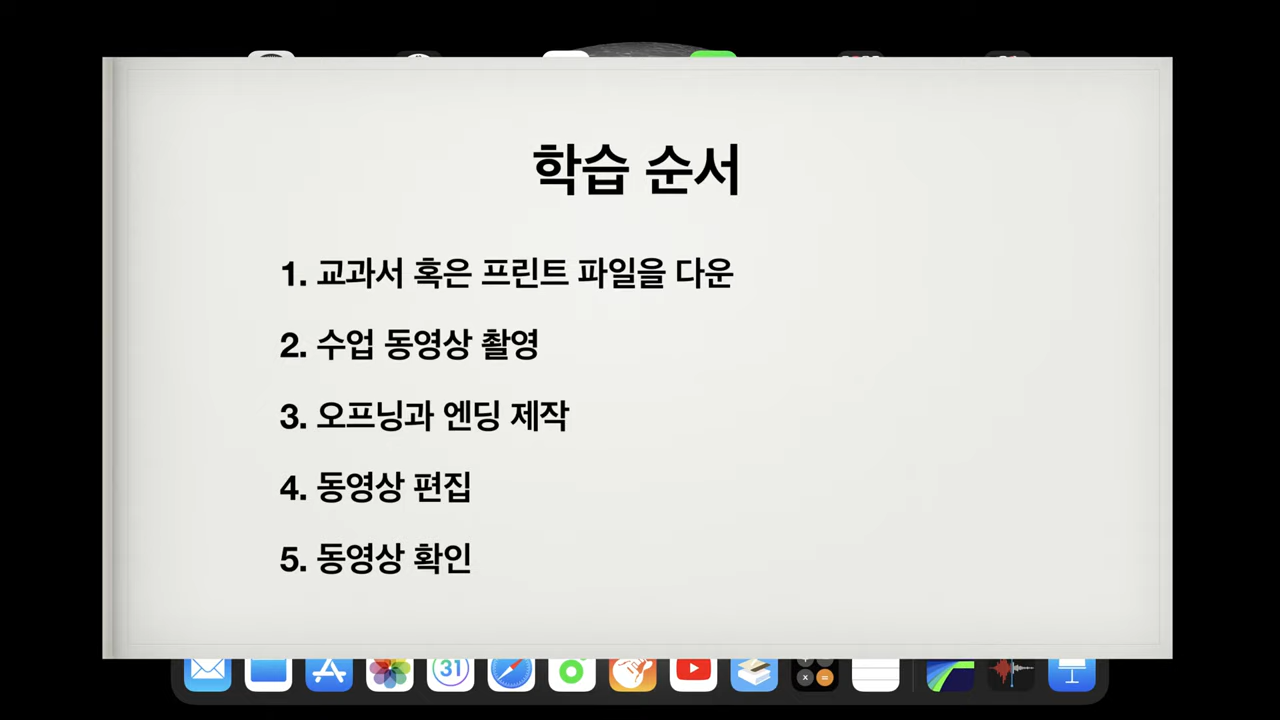 학습 순서
1. 교과서 혹은 프린트 파일을 다운
2. 수업 동영상 촬영
3. 오프닝과 엔딩 제작
4. 동영상 편집
5. 동영상 확인
31